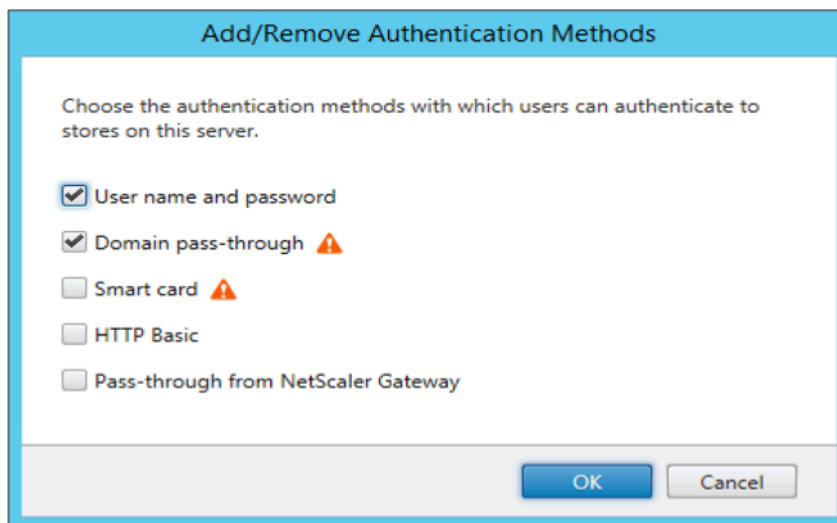 Add/Remove Authentication Methods
Choose the authentication methods with which users can authenticate to
stores on this server.
User name and password
Domain pass-through
Smart card
HTTP Basic
Pass-through from NetScaler Gateway
OK Cancel